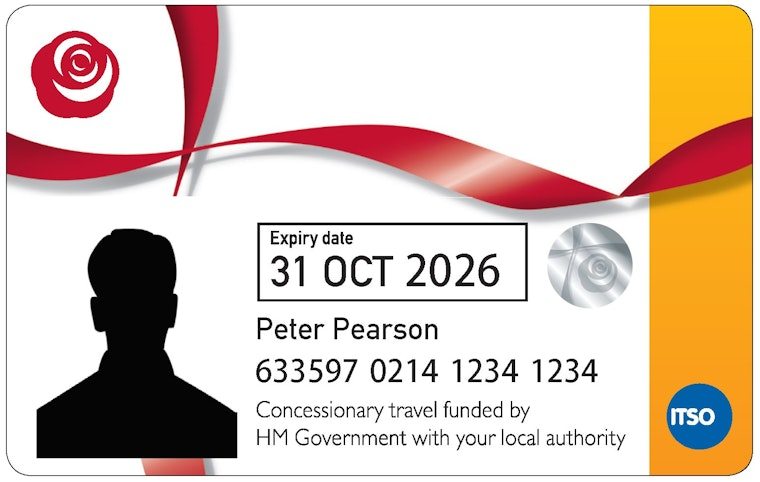 Expiry date
31 OCT 2026
Peter Pearson
633597 0214 1234 1234
Concessionary travel funded by
HM Government with your local authority
ITSO